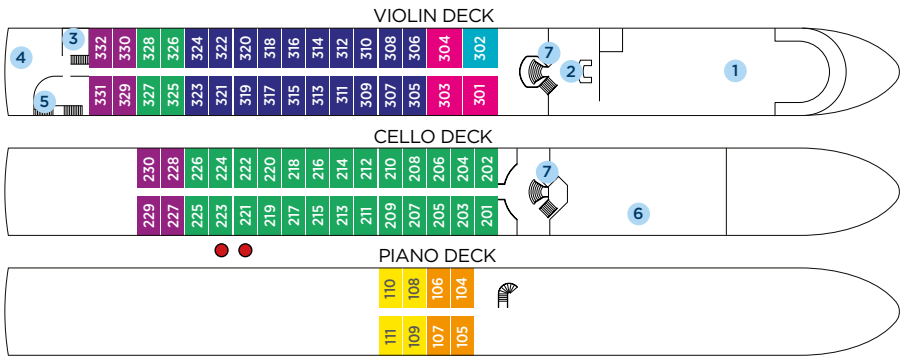 VIOLIN DECK
3 4 332 330 328 326 324 322 320 318 316 314 312 310 308 306 304 302 7 2 1
5 331 329 327 325 323 321 319 317 315 313 311 309 307 305 303 301
CELLO DECK
230 228 226 224 222 220 218 216 214 212 210 208 206 204 202 7
229 227 225 223 221 219 217 215 213 211 209 207 205 203 201 6
PIANO DECK
110 108 106 104
111 109 107 105